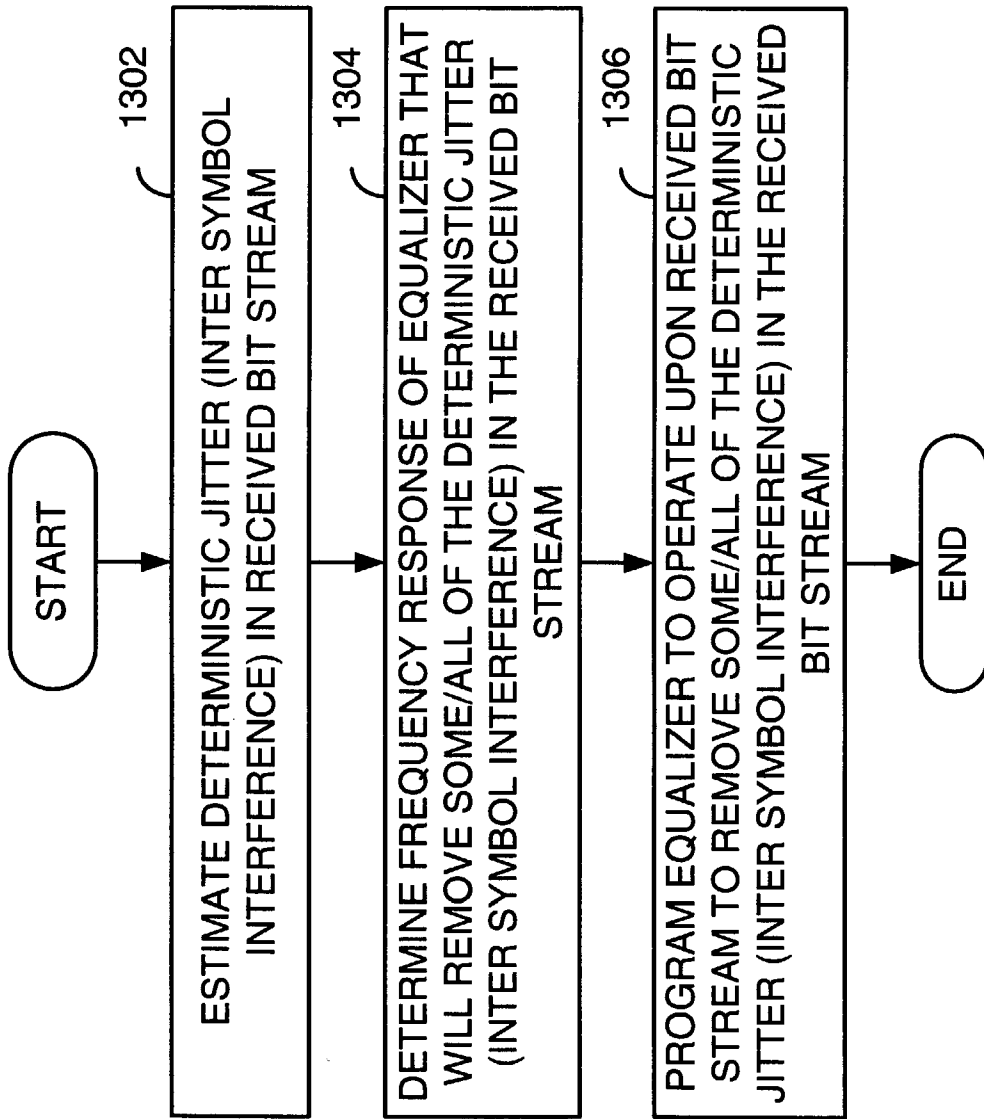 START
1302
ESTIMATE DETERMINISTIC JITTER (INTER SYMBOL
INTERFERENCE) IN RECEIVED BIT STREAM
1304
DETERMINE FREQUENCY RESPONSE OF EQUALIZER THAT
WILL REMOVE SOME/ALL OF THE DETERMINISTIC JITTER
(INTER SYMBOL INTERFERENCE) IN THE RECEIVED BIT
STREAM
1306
PROGRAM EQUALIZER TO OPERATE UPON RECEIVED BIT
STREAM TO REMOVE SOME/ALL OF THE DETERMINISTIC
JITTER (INTER SYMBOL INTERFERENCE) IN THE RECEIVED
BIT STREAM
END